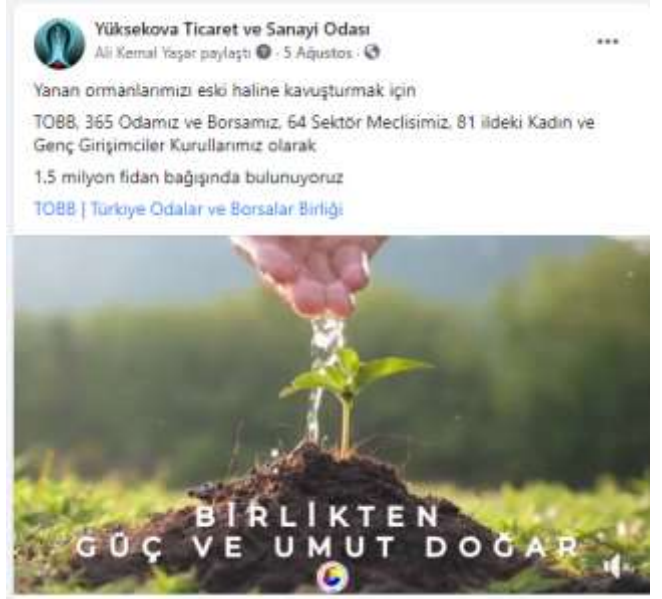 Yüksekova Ticaret ve Sanayi Odası
Ali Kemal Yaşar paylaştı · 5 Ağustos ·
Yanan ormanlarımızı eski haline kavuşturmak için
TOBB, 365 Odamız ve Borsamız, 64 Sektör Meclisimiz, 81 ildeki Kadın ve
Genç Girişimciler Kurullarımız olarak
1.5 milyon fidan bağışında bulunuyoruz
TOBB | Türkiye Odalar ve Borsalar Birliği
BİRLİKTEN
GÜÇ VE UMUT DOĞAR